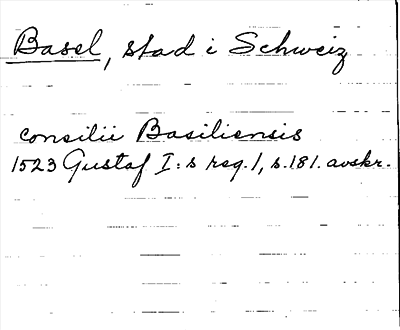 Basel, stad i Schweiz
consilii Basiliensis
1523 Gustaf I:s reg. 1, s. 181. avskr.